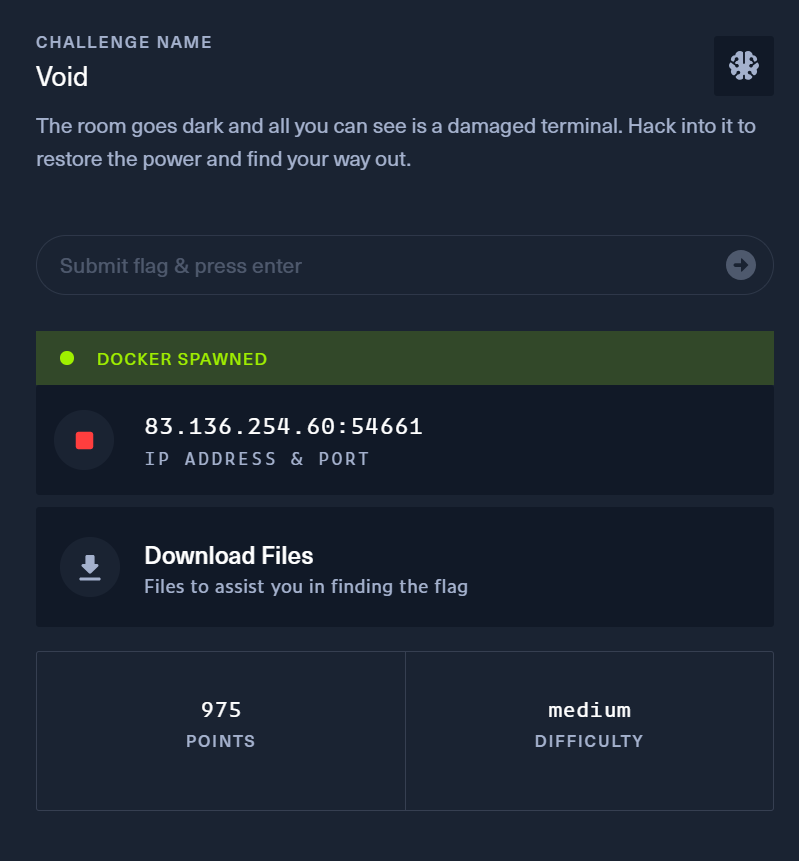 CHALLENGE NAME
Void
The room goes dark and all you can see is a damaged terminal. Hack into it to
restore the power and find your way out.
Submit flag & press enter
DOCKER SPAWNED
83.136.254.60:54661
IP ADDRESS & PORT
Download Files
Files to assist you in finding the flag
975
POINTS
medium
DIFFICULTY